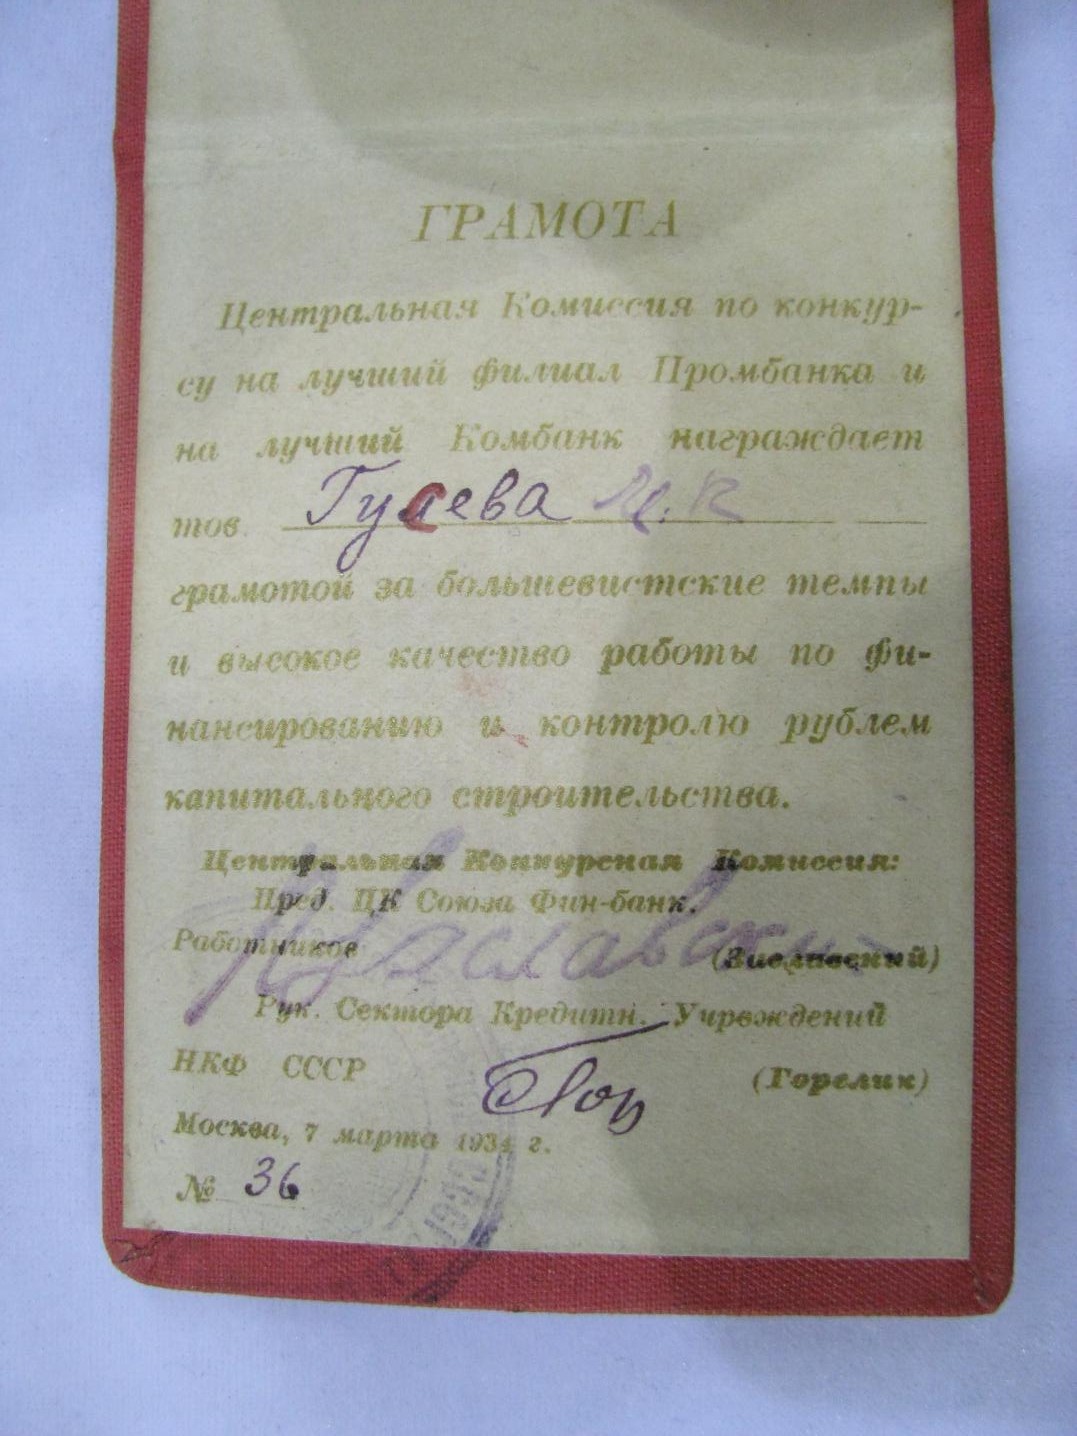 ГРАМОТА
Центральная Комиссия по конкур-
су на лучший филиал Промбанка и
на лучший Комбанк награждает
тов. Гусева
грамотой за большевистские темпы
и высокое качество работы по фи-
нансированию и контролю рублем
капитального строительства.
Центральная Конкурсная Комиссия:
Пред. ЦК Союза Фин-банк.
Работников
Рук. Сектора Кредитн. Учреждений
НКФ СССР (Горелик)
Москва, 7 марта 1934 г.
№ 36